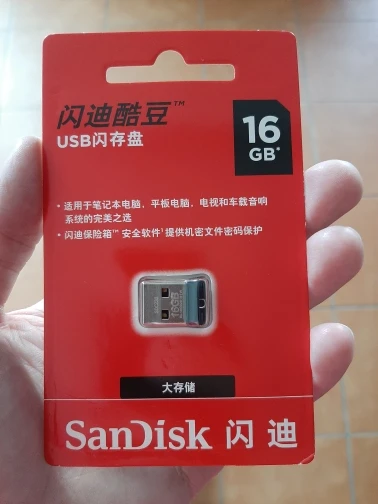 闪迪酷豆™
USB闪存盘
16
GB*
• 适用于笔记本电脑、平板电脑、电视和车载音响
系统的完美之选
• 闪迪保险箱™ 安全软件¹提供机密文件密码保护
16GB
大存储
SanDisk 闪迪